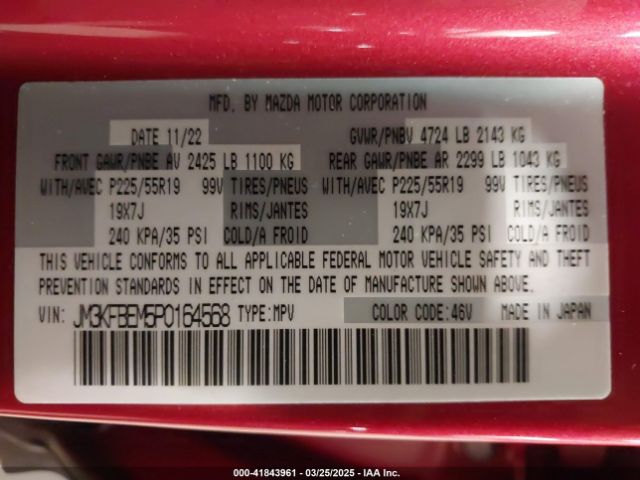 MFD. BY MAZDA MOTOR CORPORATION
DATE 11/22 GVWR/PNBV 4724 LB 2143 KG
FRONT GAWR/PNBE AV 2425 LB 1100 KG REAR GAWR/PNBE AR 2299 LB 1043 KG
WITH/AVEC P225/55R19 99V TIRES/PNEUS WITH/AVEC P225/55R19 99V TIRES/PNEUS
19X7J RIMS/JANTES 19X7J RIMS/JANTES
240 KPA/35 PSI COLD/A FROID 240 KPA/35 PSI COLD/A FROID
THIS VEHICLE CONFORMS TO ALL APPLICABLE FEDERAL MOTOR VEHICLE SAFETY AND THEFT
PREVENTION STANDARDS IN EFFECT ON THE DATE OF MANUFACTURE SHOWN ABOVE.
VIN: JM3KFBEM5P0164568 TYPE:MPV COLOR CODE:46V MADE IN JAPAN
000-41843961 — 03/25/2025 — IAA Inc.